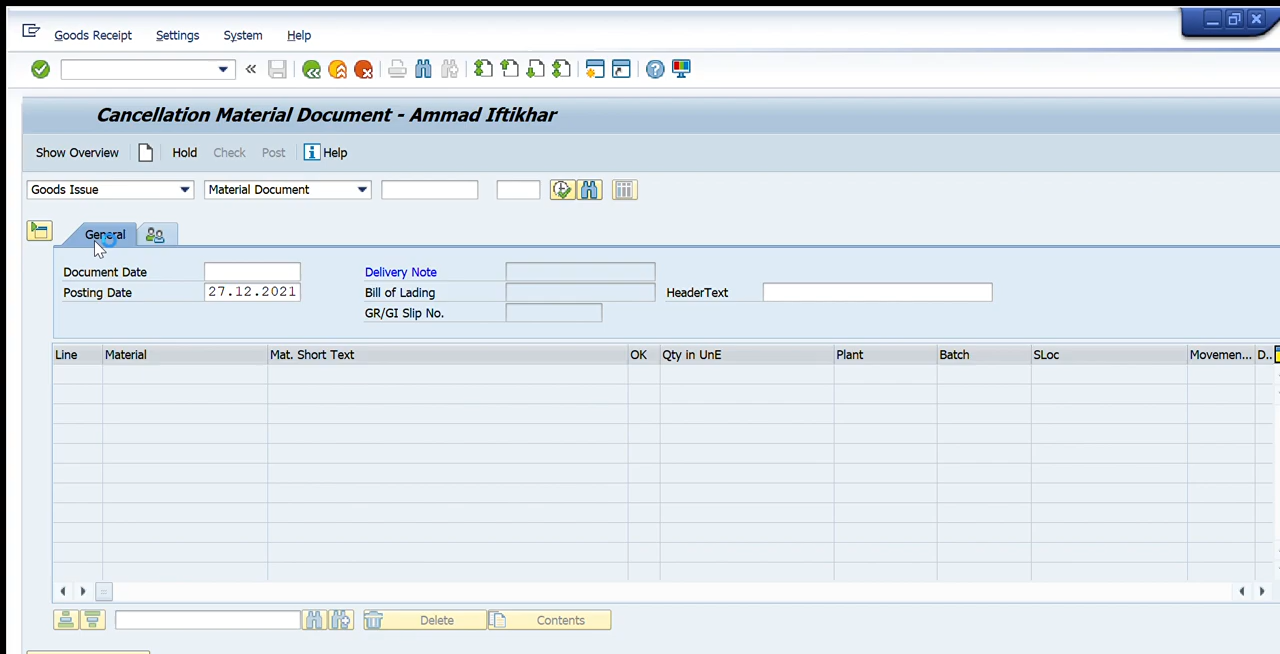 Goods Receipt Settings System Help
Cancellation Material Document - Ammad Iftikhar
Show Overview Hold Check Post Help
Goods Issue Material Document
General
Document Date Delivery Note
Posting Date 27.12.2021 Bill of Lading HeaderText
GR/GI Slip No.
Line Material Mat. Short Text OK Qty in UnE Plant Batch SLoc Movemen... D..
Delete Contents